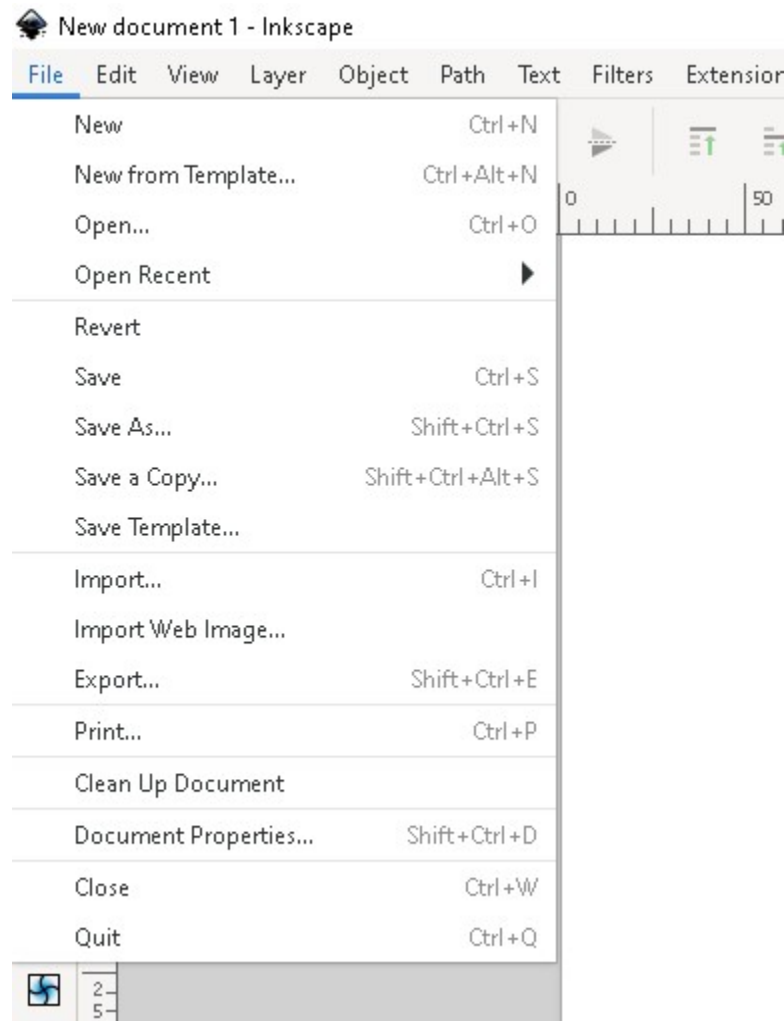 New document 1 - Inkscape
File Edit View Layer Object Path Text Filters Extension
New Ctrl+N
New from Template... Ctrl+Alt+N
Open... Ctrl+O
Open Recent
0 50
Revert
Save Ctrl+S
Save As... Shift+Ctrl+S
Save a Copy... Shift+Ctrl+Alt+S
Save Template...
Import... Ctrl+I
Import Web Image...
Export... Shift+Ctrl+E
Print... Ctrl+P
Clean Up Document
Document Properties... Shift+Ctrl+D
Close Ctrl+W
Quit Ctrl+Q
2
5